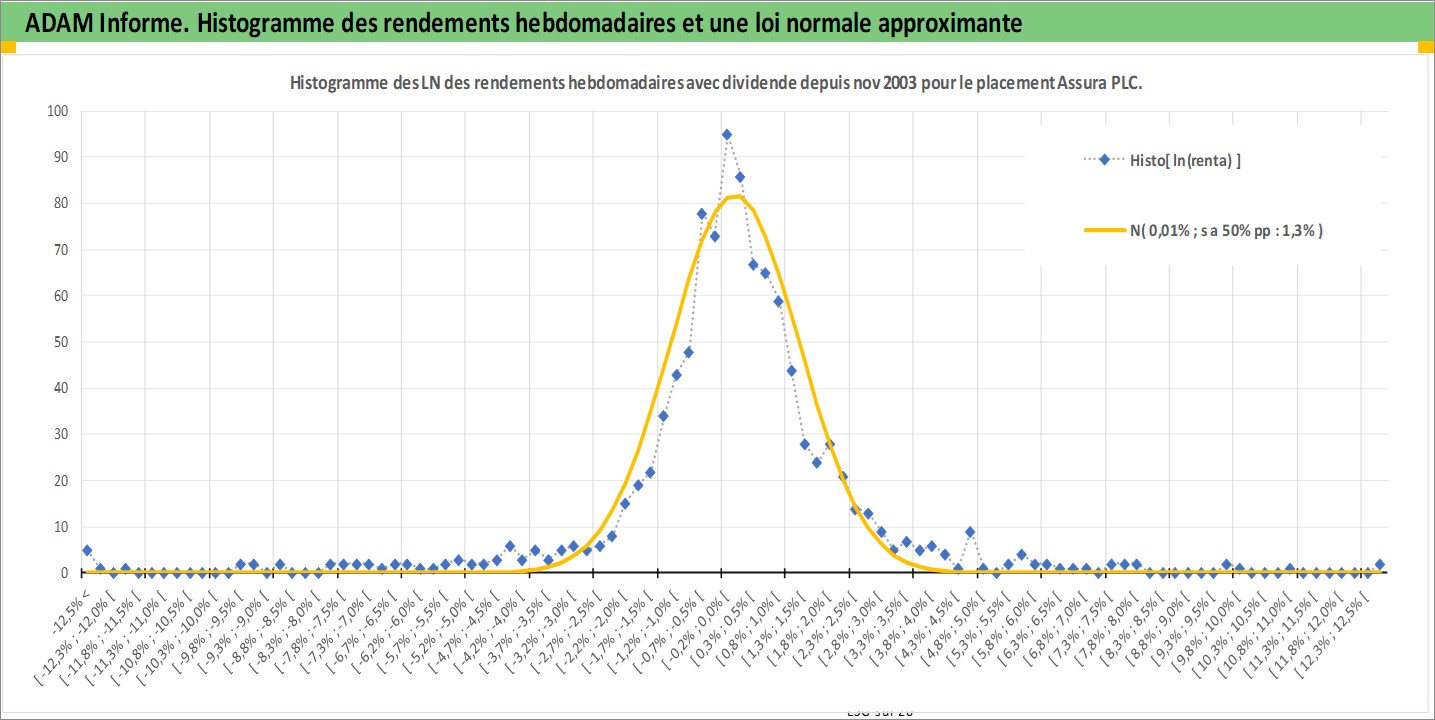 ADAM Informe. Histogramme des rendements hebdomadaires et une loi normale approximante
Histogramme des LN des rendements hebdomadaires avec dividende depuis nov 2003 pour le placement Assura PLC.
100
90
80
70
60
50
40
30
20
10
0
Histo[ ln(renta) ]
N( 0,01% ; s a 50% pp : 1,3% )
-12,5% <
[ -12,3% ; -12,0% [
[ -11,8% ; -11,5% [
[ -11,3% ; -11,0% [
[ -10,8% ; -10,5% [
[ -10,3% ; -10,0% [
[ -9,8% ; -9,5% [
[ -9,3% ; -9,0% [
[ -8,8% ; -8,5% [
[ -8,3% ; -8,0% [
[ -7,8% ; -7,5% [
[ -7,3% ; -7,0% [
[ -6,7% ; -6,5% [
[ -6,2% ; -6,0% [
[ -5,7% ; -5,5% [
[ -5,2% ; -5,0% [
[ -4,7% ; -4,5% [
[ -4,2% ; -4,0% [
[ -3,7% ; -3,5% [
[ -3,2% ; -3,0% [
[ -2,7% ; -2,5% [
[ -2,2% ; -2,0% [
[ -1,7% ; -1,5% [
[ -1,2% ; -1,0% [
[ -0,7% ; -0,5% [
[ -0,2% ; 0,0% [
[ 0,3% ; 0,5% [
[ 0,8% ; 1,0% [
[ 1,3% ; 1,5% [
[ 1,8% ; 2,0% [
[ 2,3% ; 2,5% [
[ 2,8% ; 3,0% [
[ 3,3% ; 3,5% [
[ 3,8% ; 4,0% [
[ 4,3% ; 4,5% [
[ 4,8% ; 5,0% [
[ 5,3% ; 5,5% [
[ 5,8% ; 6,0% [
[ 6,3% ; 6,5% [
[ 6,8% ; 7,0% [
[ 7,3% ; 7,5% [
[ 7,8% ; 8,0% [
[ 8,3% ; 8,5% [
[ 8,8% ; 9,0% [
[ 9,3% ; 9,5% [
[ 9,8% ; 10,0% [
[ 10,3% ; 10,5% [
[ 10,8% ; 11,0% [
[ 11,3% ; 11,5% [
[ 11,8% ; 12,0% [
[ 12,3% ; 12,5% [